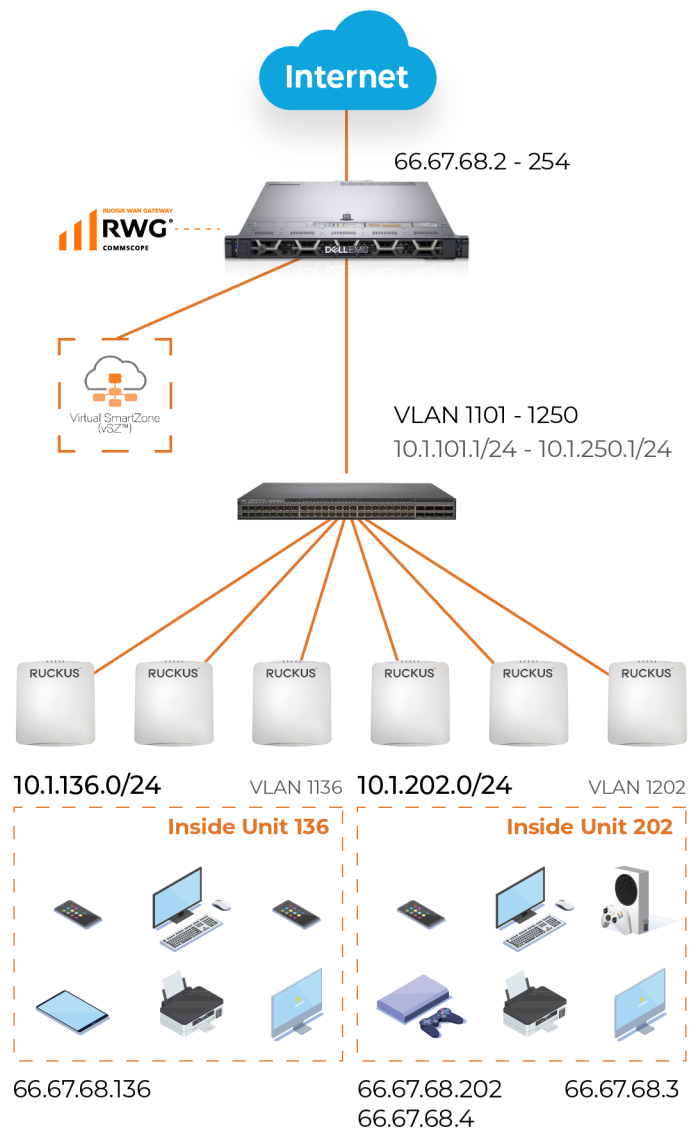 Internet
66.67.68.2 - 254
RUCKUS WAN GATEWAY
RWG®
COMMSCOPE
DELLEMC
Virtual SmartZone
(vSZ™)
VLAN 1101 - 1250
10.1.101.1/24 - 10.1.250.1/24
RUCKUS RUCKUS RUCKUS RUCKUS RUCKUS RUCKUS
10.1.136.0/24 VLAN 1136 10.1.202.0/24 VLAN 1202
Inside Unit 136 Inside Unit 202
66.67.68.136 66.67.68.202 66.67.68.3
66.67.68.4